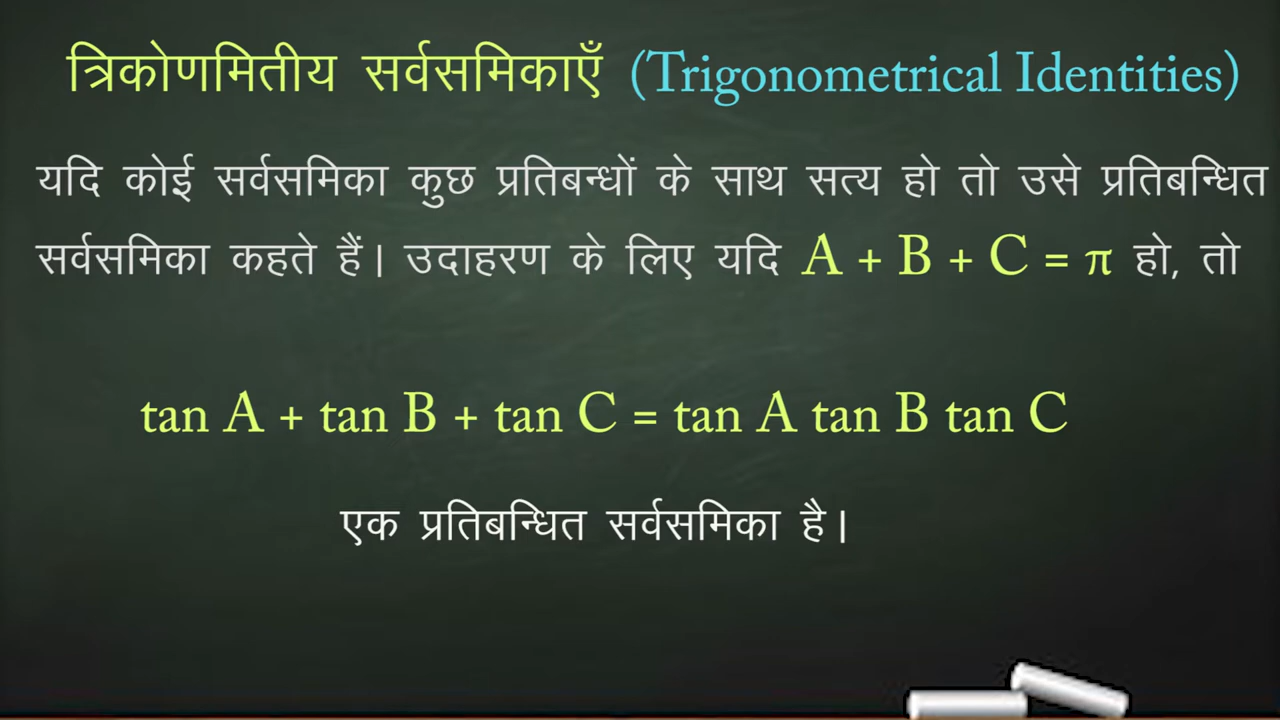 त्रिकोणमितीय सर्वसमिकाएँ (Trigonometrical Identities)
यदि कोई सर्वसमिका कुछ प्रतिबन्धों के साथ सत्य हो तो उसे प्रतिबन्धित
सर्वसमिका कहते हैं। उदाहरण के लिए यदि A + B + C = π हो, तो
tan A + tan B + tan C = tan A tan B tan C
एक प्रतिबन्धित सर्वसमिका है।